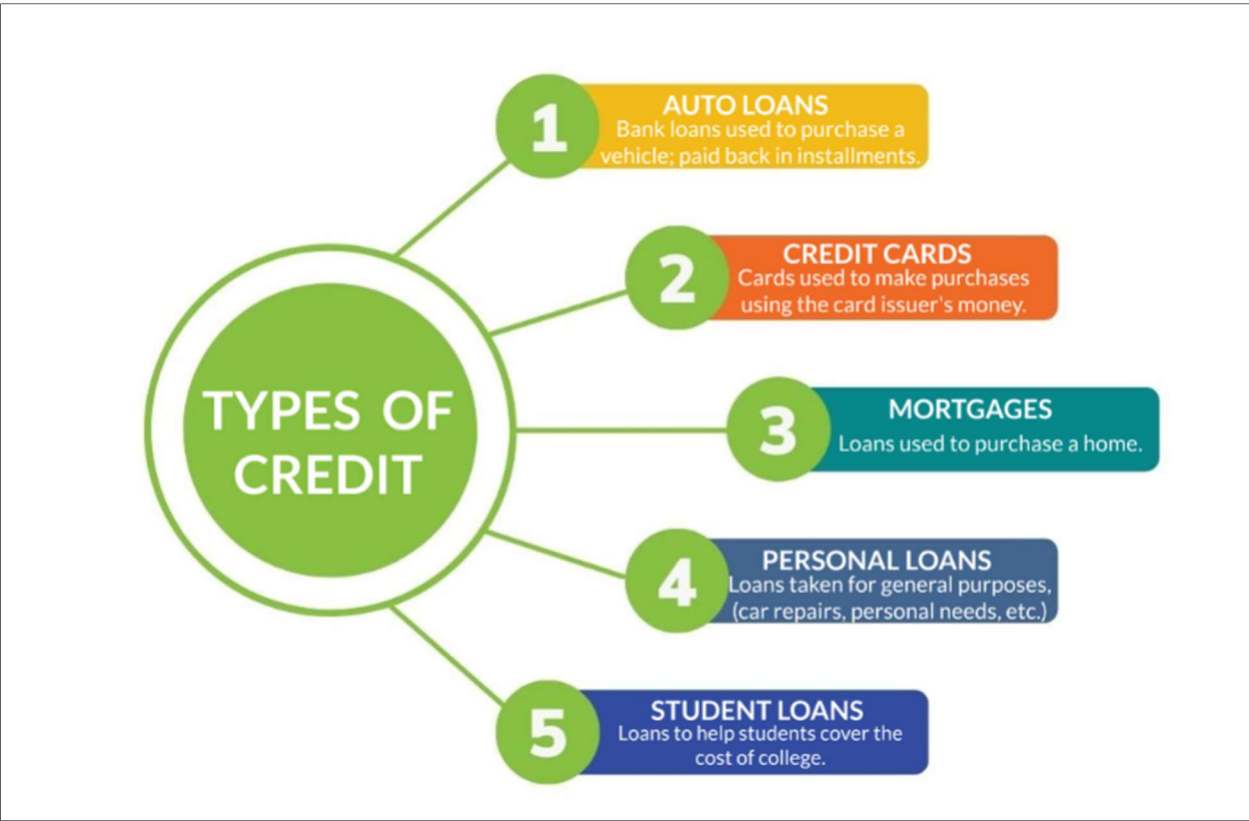 TYPES OF
CREDIT
1
AUTO LOANS
Bank loans used to purchase a
vehicle; paid back in installments.
2
CREDIT CARDS
Cards used to make purchases
using the card issuer's money.
3
MORTGAGES
Loans used to purchase a home.
4
PERSONAL LOANS
Loans taken for general purposes,
(car repairs, personal needs, etc.)
5
STUDENT LOANS
Loans to help students cover the
cost of college.